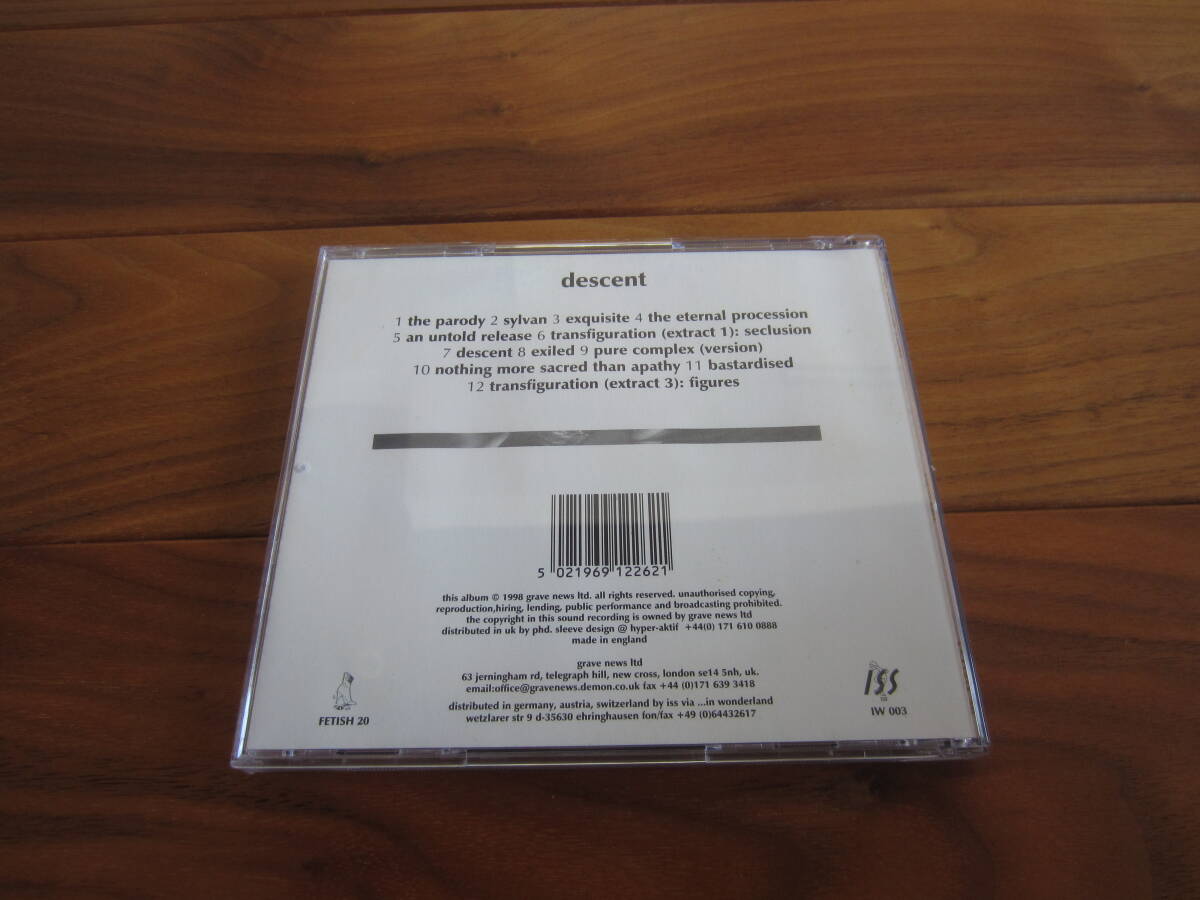 descent
1 the parody 2 sylvan 3 exquisite 4 the eternal procession
5 an untold release 6 transfiguration (extract 1): seclusion
7 descent 8 exiled 9 pure complex (version)
10 nothing more sacred than apathy 11 bastardised
12 transfiguration (extract 3): figures
5 021969 122621
this album © 1998 grave news ltd. all rights reserved. unauthorised copying,
reproduction,hiring, lending, public performance and broadcasting prohibited.
the copyright in this sound recording is owned by grave news ltd
distributed in uk by phd. sleeve design @ hyper-aktif +44(0) 171 610 0888
made in england
grave news ltd
63 jerningham rd, telegraph hill, new cross, london se14 5nh, uk.
email:office@gravenews.demon.co.uk fax +44 (0)171 639 3418
distributed in germany, austria, switzerland by iss via ...in wonderland
wetzlarer str 9 d-35630 ehringhausen fon/fax +49 (0)64432617
FETISH 20
ISS
IW 003